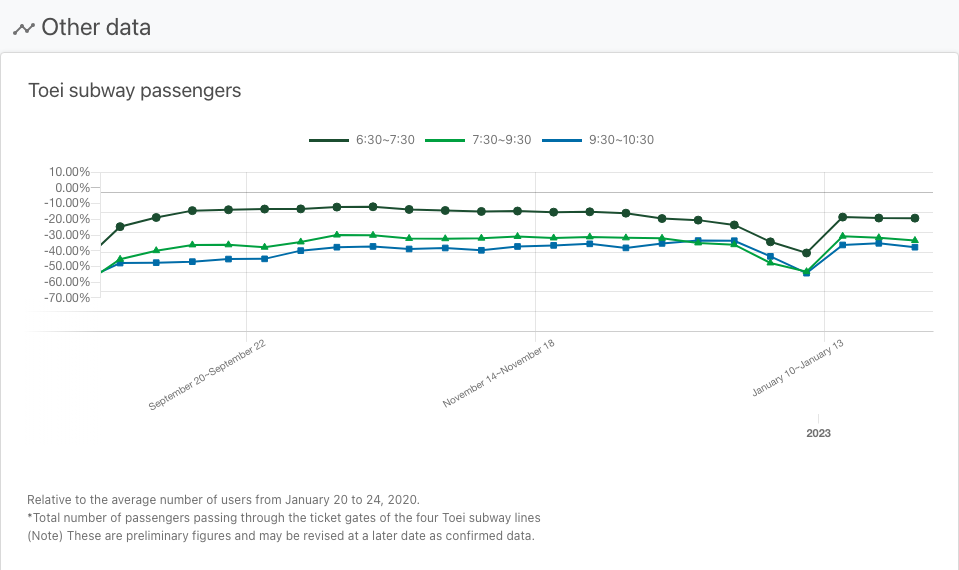 Other data
Toei subway passengers
6:30~7:30 7:30~9:30 9:30~10:30
10.00%
0.00%
-10.00%
-20.00%
-30.00%
-40.00%
-50.00%
-60.00%
-70.00%
September 20~September 22
November 14~November 18
January 10~January 13
2023
Relative to the average number of users from January 20 to 24, 2020.
*Total number of passengers passing through the ticket gates of the four Toei subway lines
(Note) These are preliminary figures and may be revised at a later date as confirmed data.